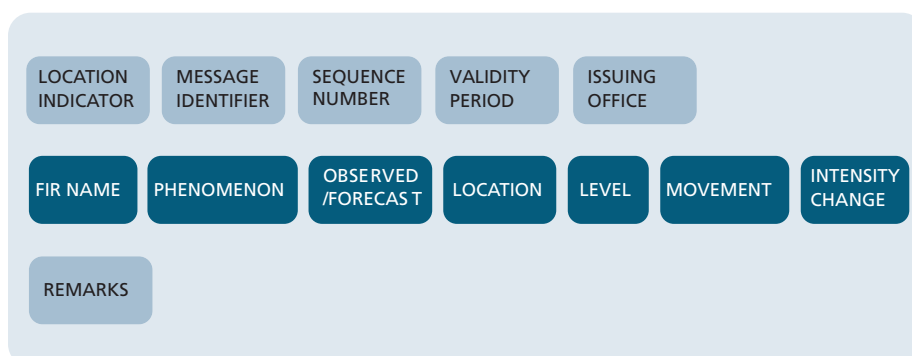 LOCATION
INDICATOR
MESSAGE
IDENTIFIER
SEQUENCE
NUMBER
VALIDITY
PERIOD
ISSUING
OFFICE
FIR NAME
PHENOMENON
OBSERVED
/FORECAS T
LOCATION
LEVEL
MOVEMENT
INTENSITY
CHANGE
REMARKS